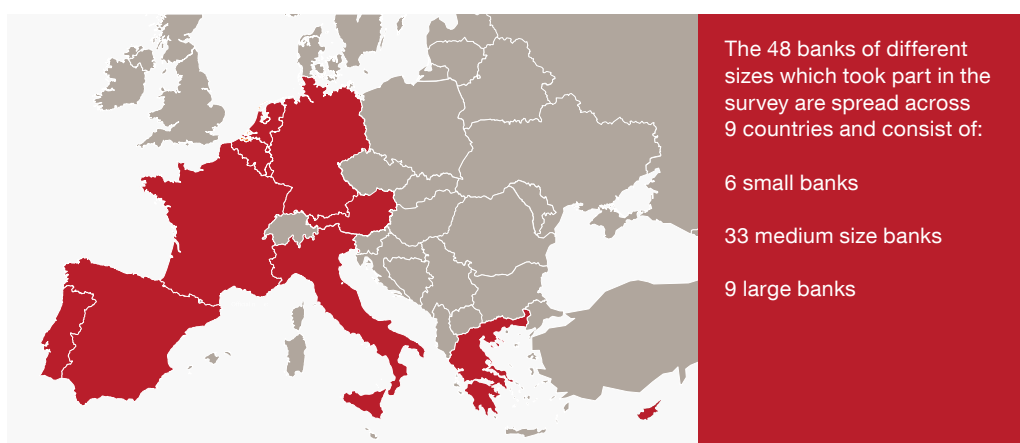 The 48 banks of different
sizes which took part in the
survey are spread across
9 countries and consist of:
6 small banks
33 medium size banks
9 large banks